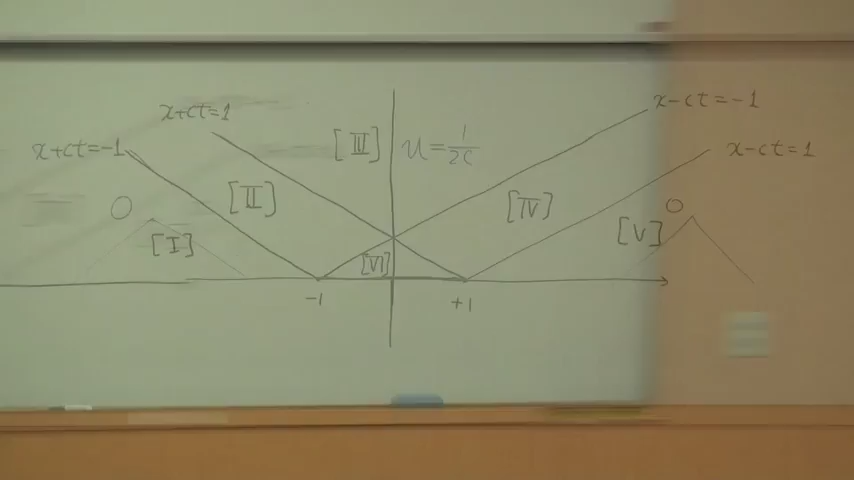 x+ct=1
x-ct=-1
x+ct=-1
[III]
u=1/2c
x-ct=1
[II]
[IV]
0
0
[I]
[V]
[VI]
-1
+1